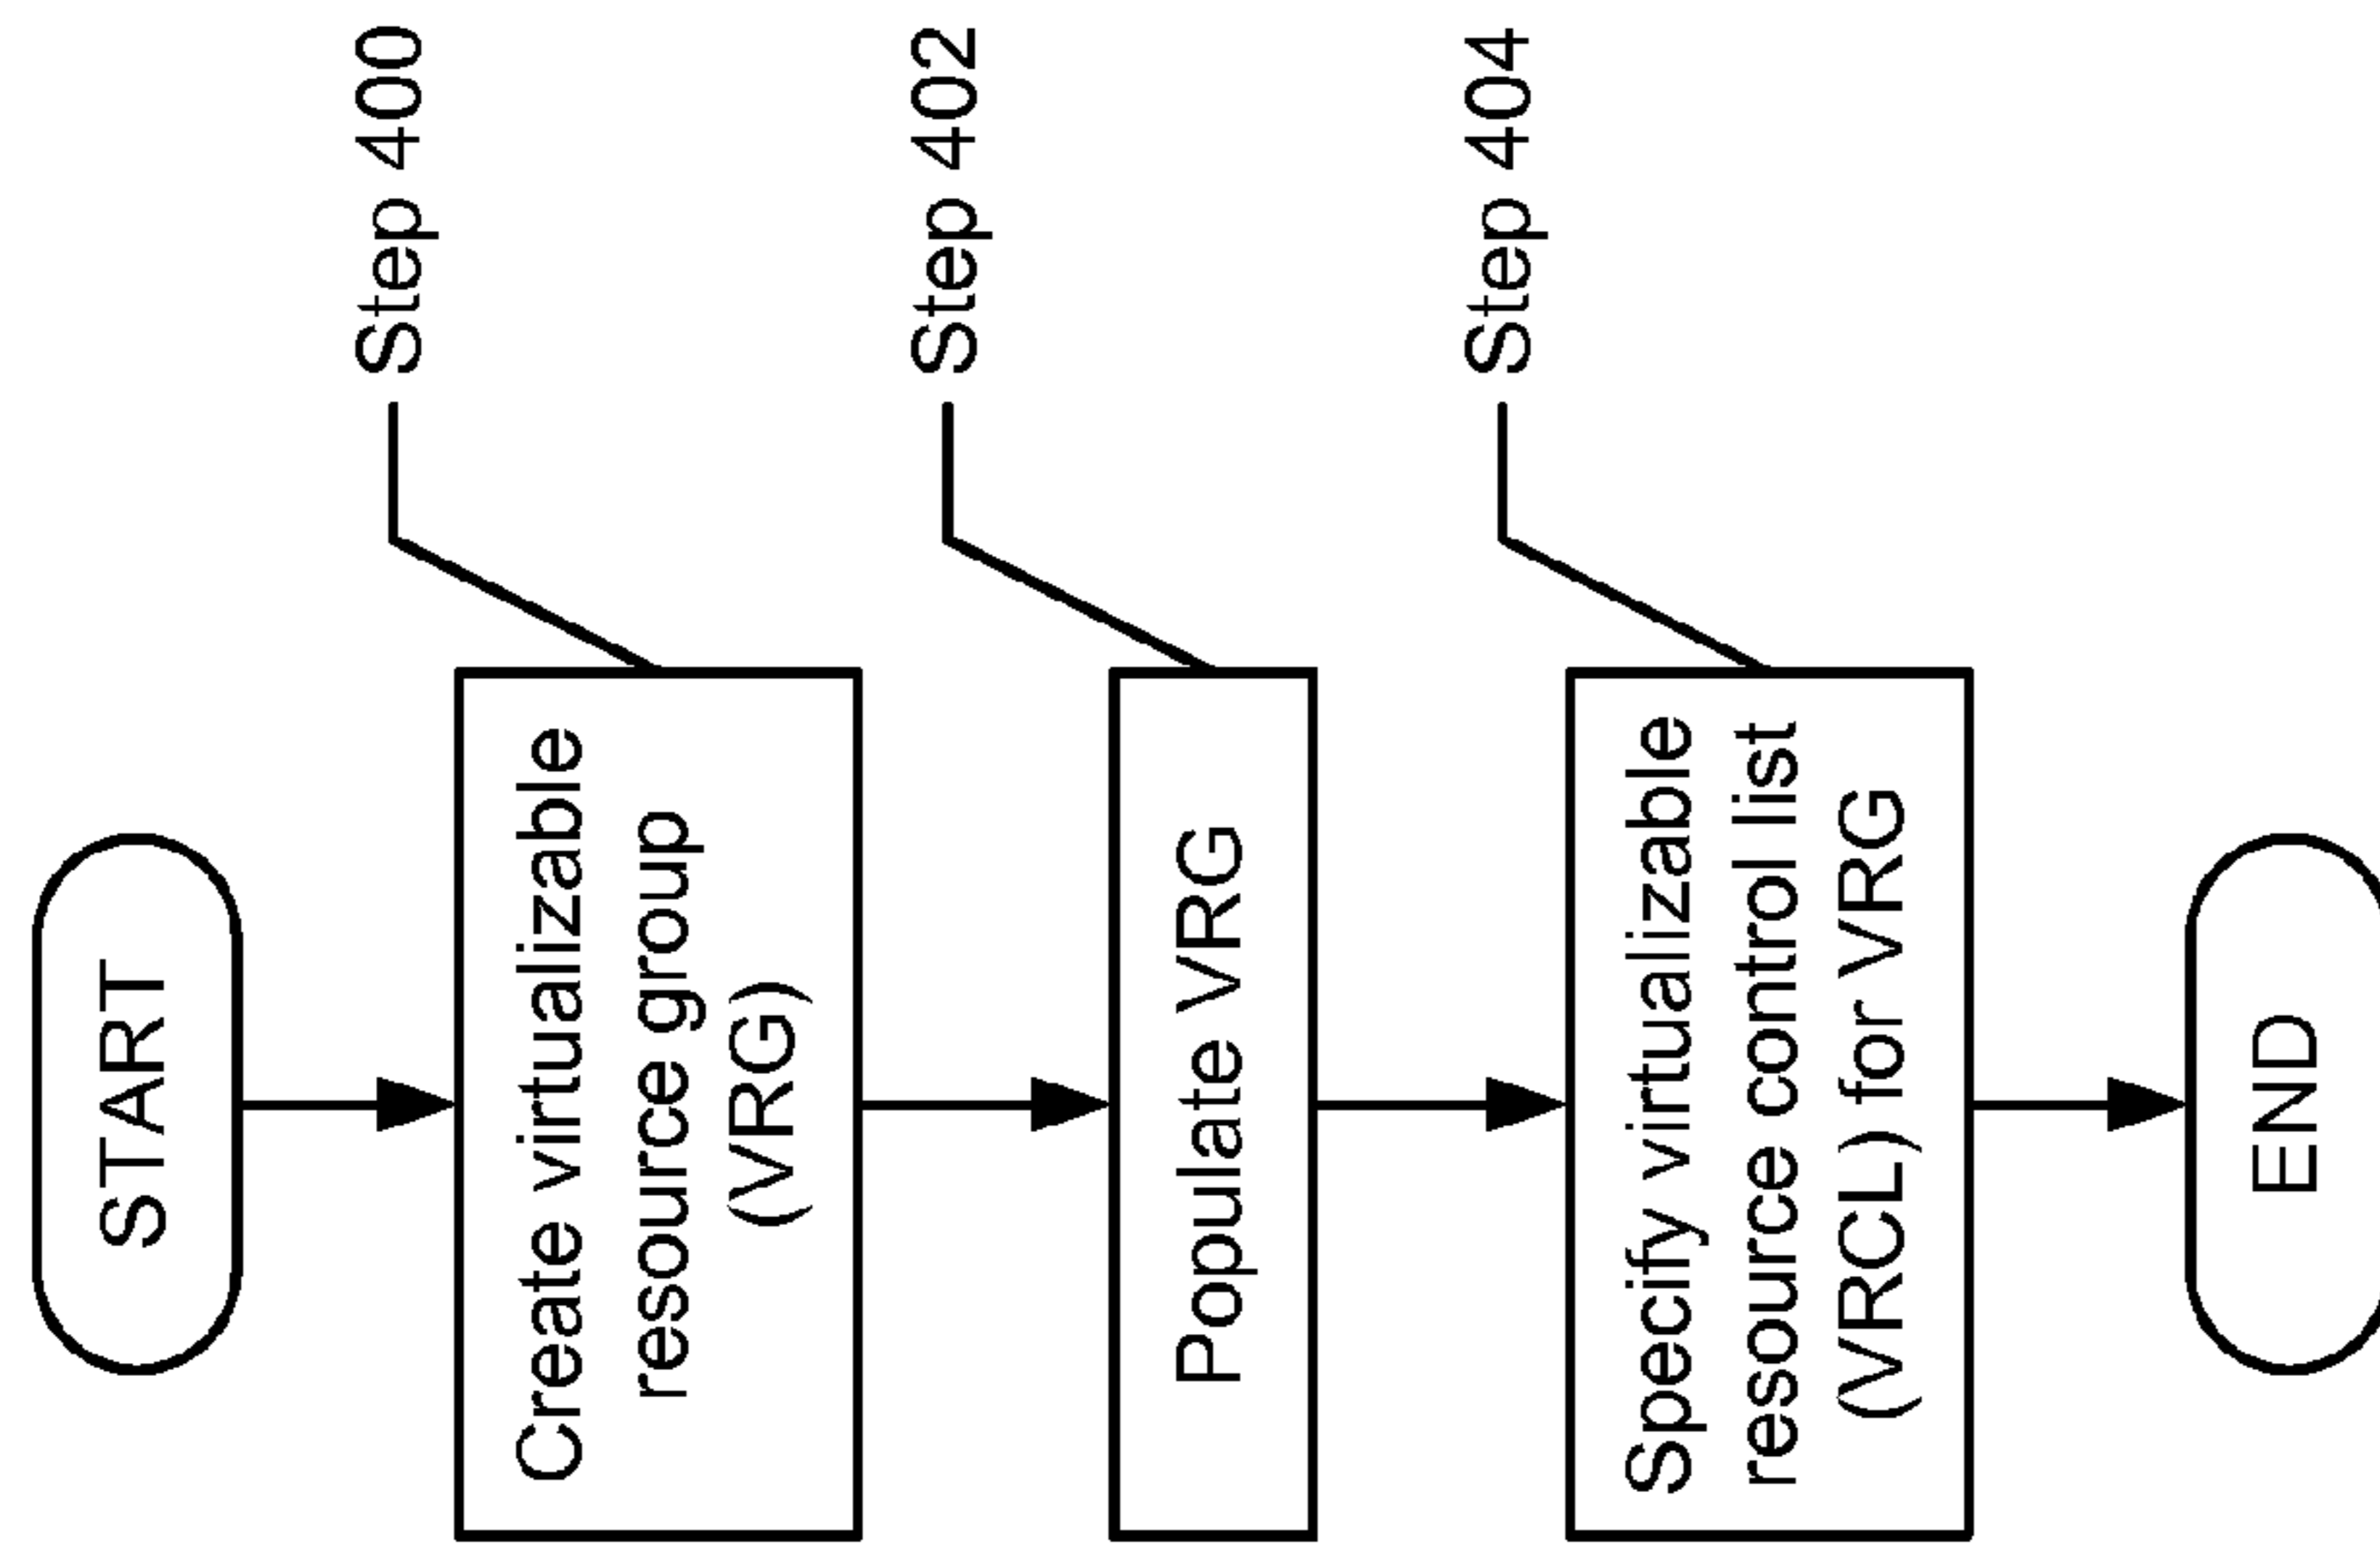 START
Step 400
Create virtualizable
resource group
(VRG)
Step 402
Populate VRG
Step 404
Specify virtualizable
resource control list
(VRCL) for VRG
END